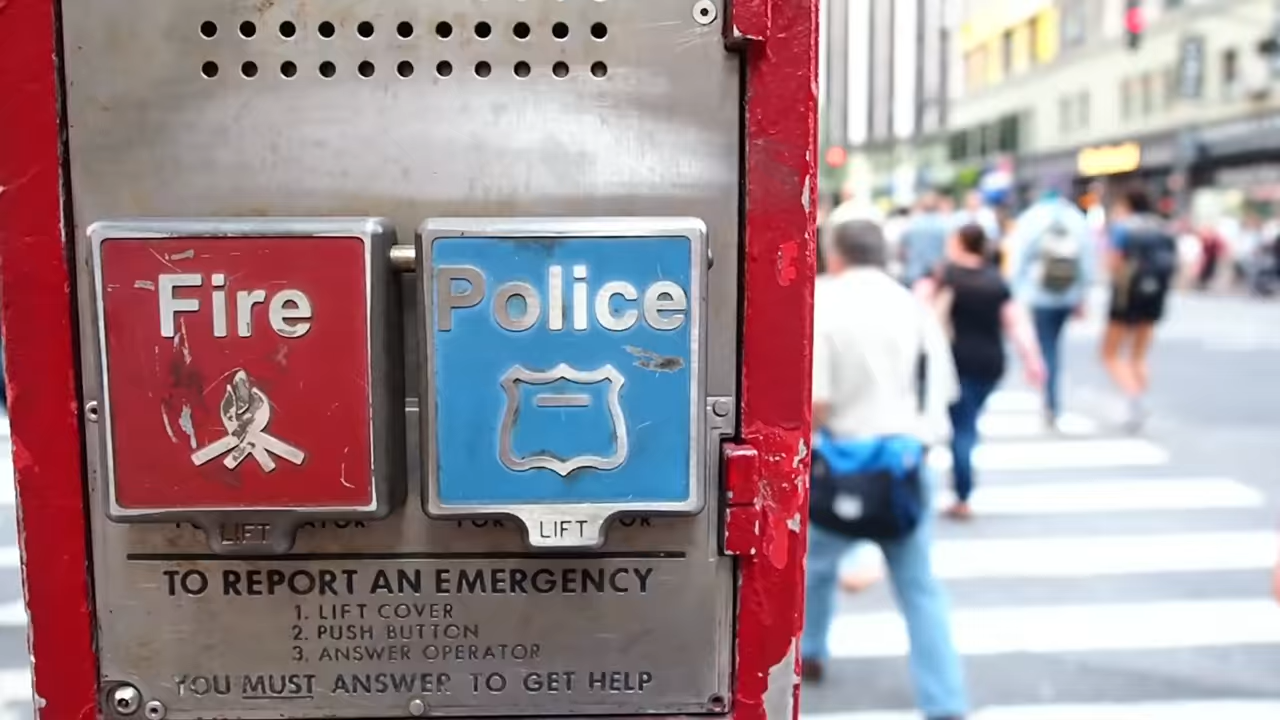 Fire
Police
LIFT
LIFT
TO REPORT AN EMERGENCY
1. LIFT COVER
2. PUSH BUTTON
3. ANSWER OPERATOR
YOU MUST ANSWER TO GET HELP